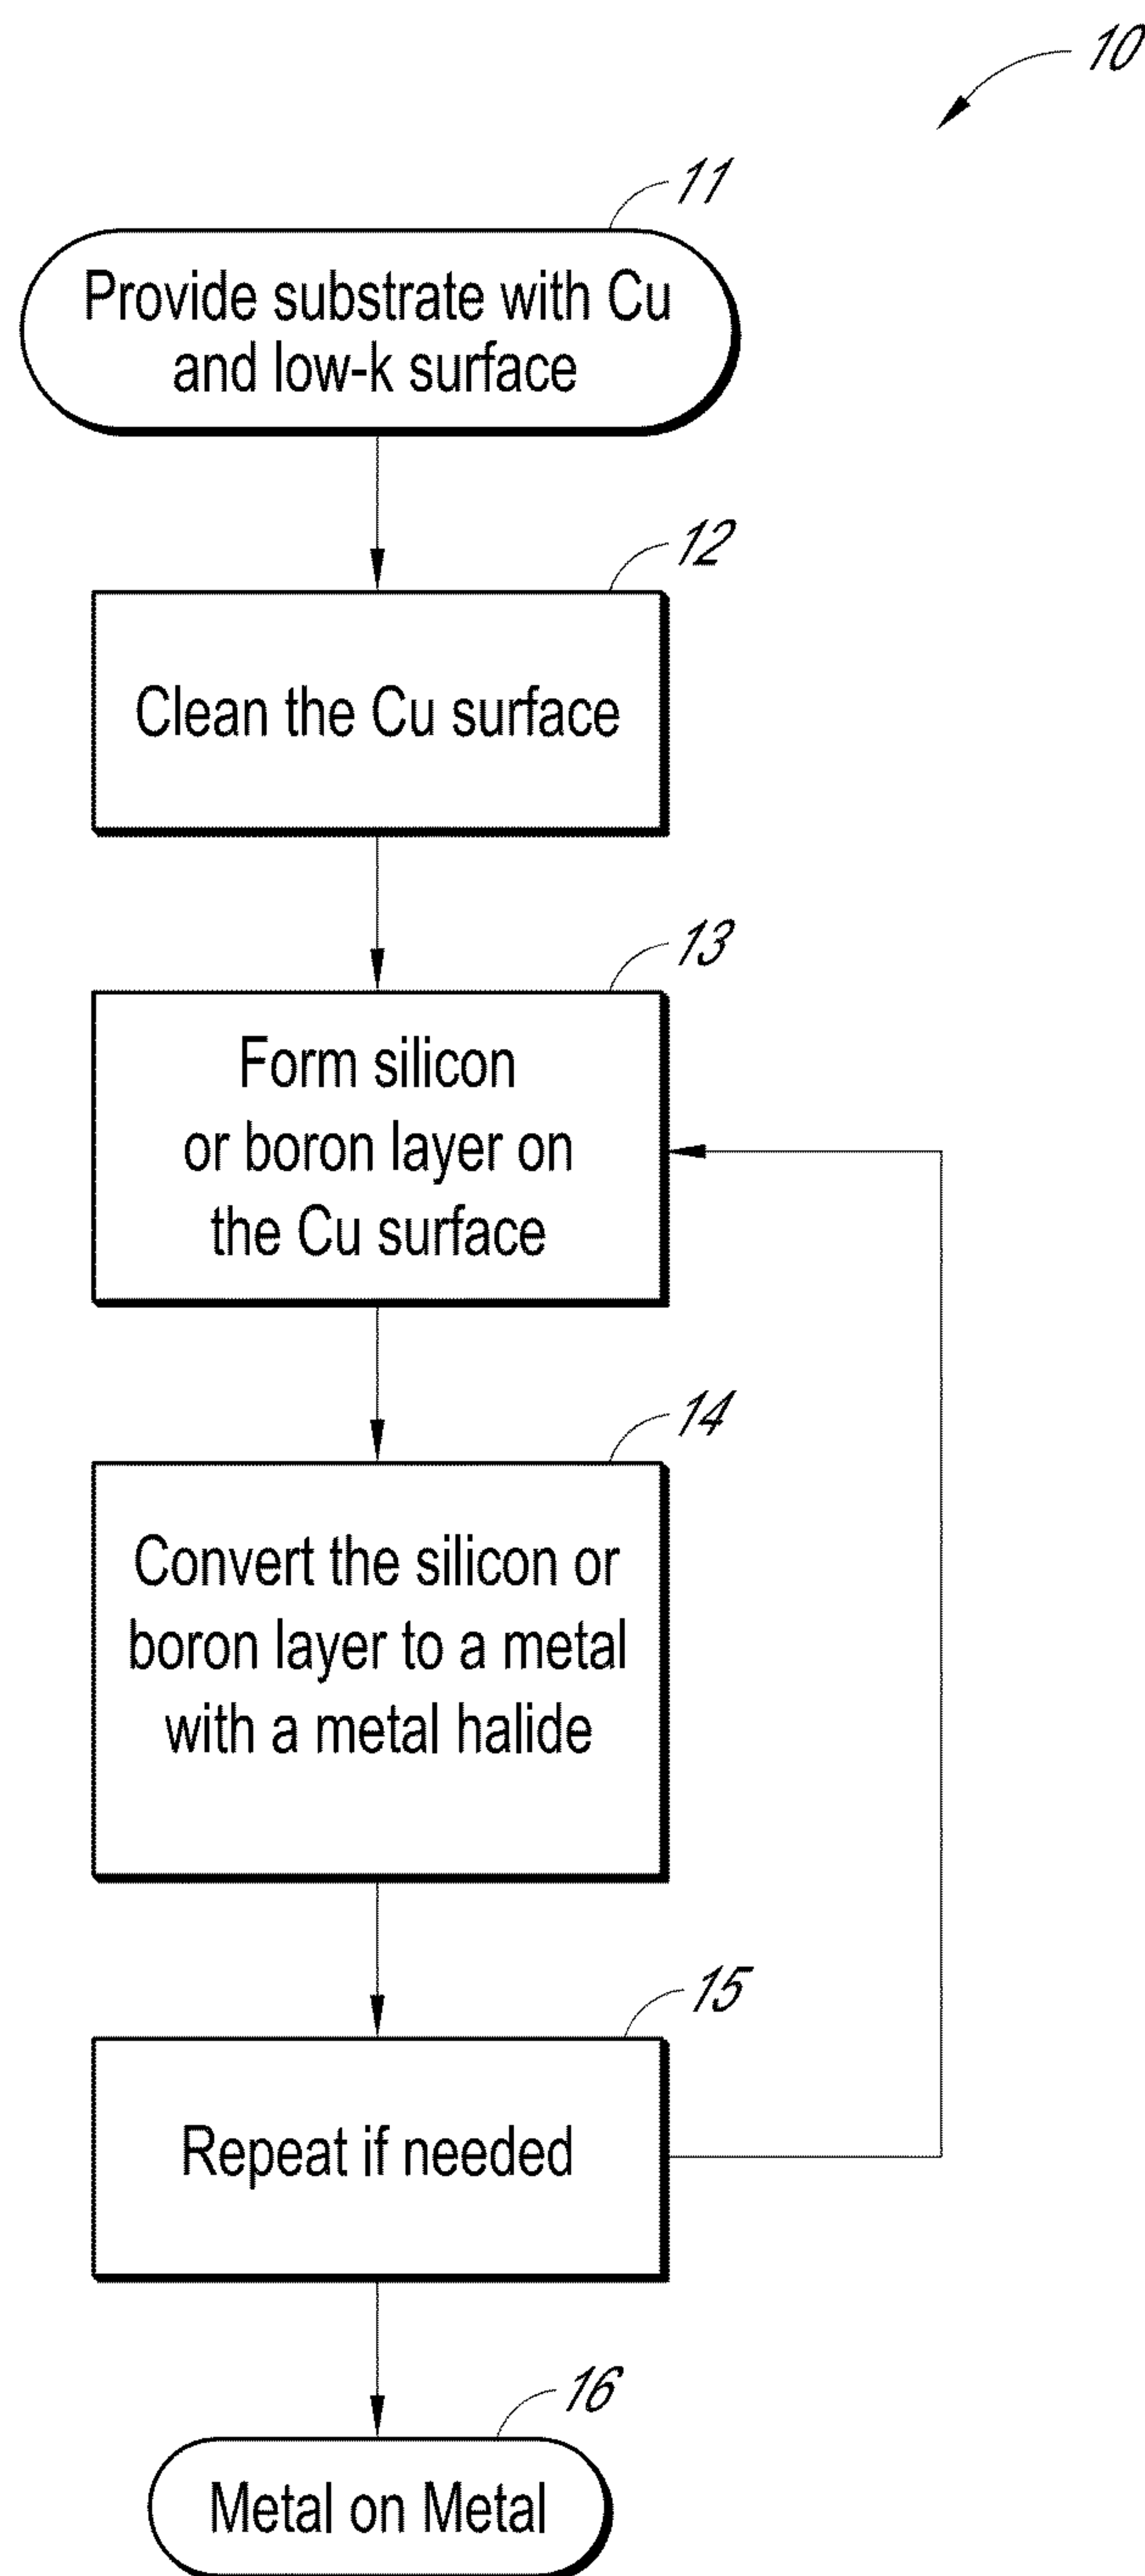 10
11
Provide substrate with Cu
and low-k surface
12
Clean the Cu surface
13
Form silicon
or boron layer on
the Cu surface
14
Convert the silicon or
boron layer to a metal
with a metal halide
15
Repeat if needed
16
Metal on Metal